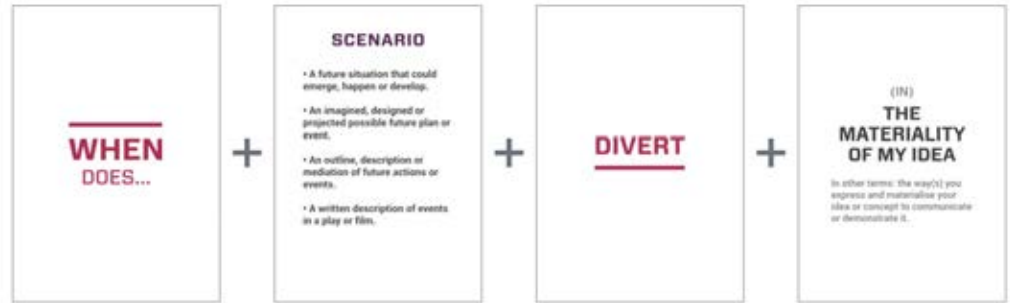 WHEN
DOES...
+
SCENARIO
• A future situation that could
emerge, happen or develop.
• An imagined, designed or
projected possible future plan or
event.
• An outline, description or
mediation of future actions or
events.
• A written description of events
in a play or film.
+
DIVERT
+
(IN)
THE
MATERIALITY
OF MY IDEA
In other terms: the way(s) you
express and materialise your
idea or concept to communicate
or demonstrate it.